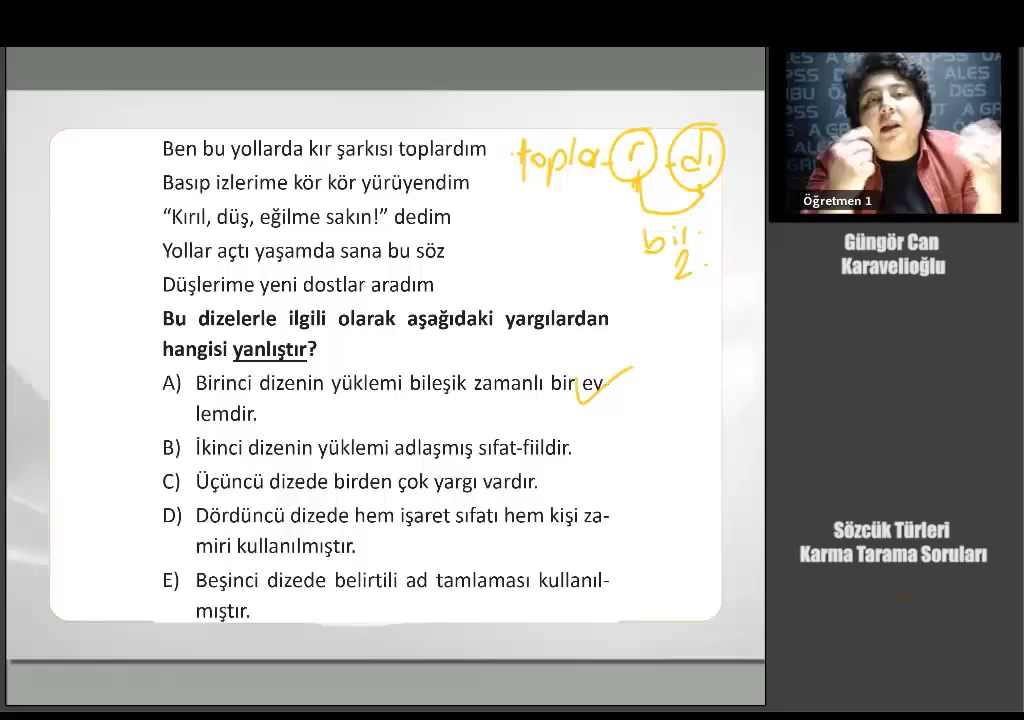 Ben bu yollarda kır şarkısı toplardım
Basıp izlerime kör kör yürüyendim
“Kırıl, düş, eğilme sakın!” dedim
Yollar açtı yaşamda sana bu söz
Düşlerime yeni dostlar aradım
Bu dizelerle ilgili olarak aşağıdaki yargılardan
hangisi yanlıştır?
A) Birinci dizenin yüklemi bileşik zamanlı bir ey-
lemdir.
B) İkinci dizenin yüklemi adlaşmış sıfat-fiildir.
C) Üçüncü dizede birden çok yargı vardır.
D) Dördüncü dizede hem işaret sıfatı hem kişi za-
miri kullanılmıştır.
E) Beşinci dizede belirtili ad tamlaması kullanıl-
mıştır.
topla-r-dı
bil.
2.
ALES
DGS
Öğretmen 1
Güngör Can
Karavelioğlu
Sözcük Türleri
Karma Tarama Soruları